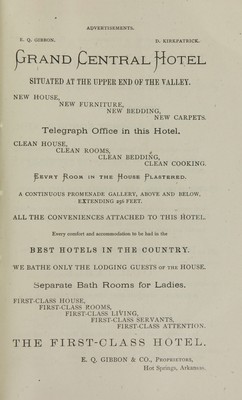 ADVERTISEMENTS.
E. Q. GIBBON. D. KIRKPATRICK.
GRAND CENTRAL HOTEL
SITUATED AT THE UPPER END OF THE VALLEY.
NEW HOUSE,
NEW FURNITURE,
NEW BEDDING,
NEW CARPETS.
Telegraph Office in this Hotel.
CLEAN HOUSE,
CLEAN ROOMS,
CLEAN BEDDING,
CLEAN COOKING.
EEVRY ROOM IN THE HOUSE PLASTERED.
A CONTINUOUS PROMENADE GALLERY, ABOVE AND BELOW,
EXTENDING 256 FEET.
ALL THE CONVENIENCES ATTACHED TO THIS HOTEL.
Every comfort and accommodation to be had in the
BEST HOTELS IN THE COUNTRY.
WE BATHE ONLY THE LODGING GUESTS OF THE HOUSE.
Separate Bath Rooms for Ladies.
FIRST-CLASS HOUSE,
FIRST-CLASS ROOMS,
FIRST-CLASS LIVING,
FIRST-CLASS SERVANTS,
FIRST-CLASS ATTENTION.
THE FIRST-CLASS HOTEL.
E. Q. GIBBON & CO., PROPRIETORS,
Hot Springs, Arkansas.